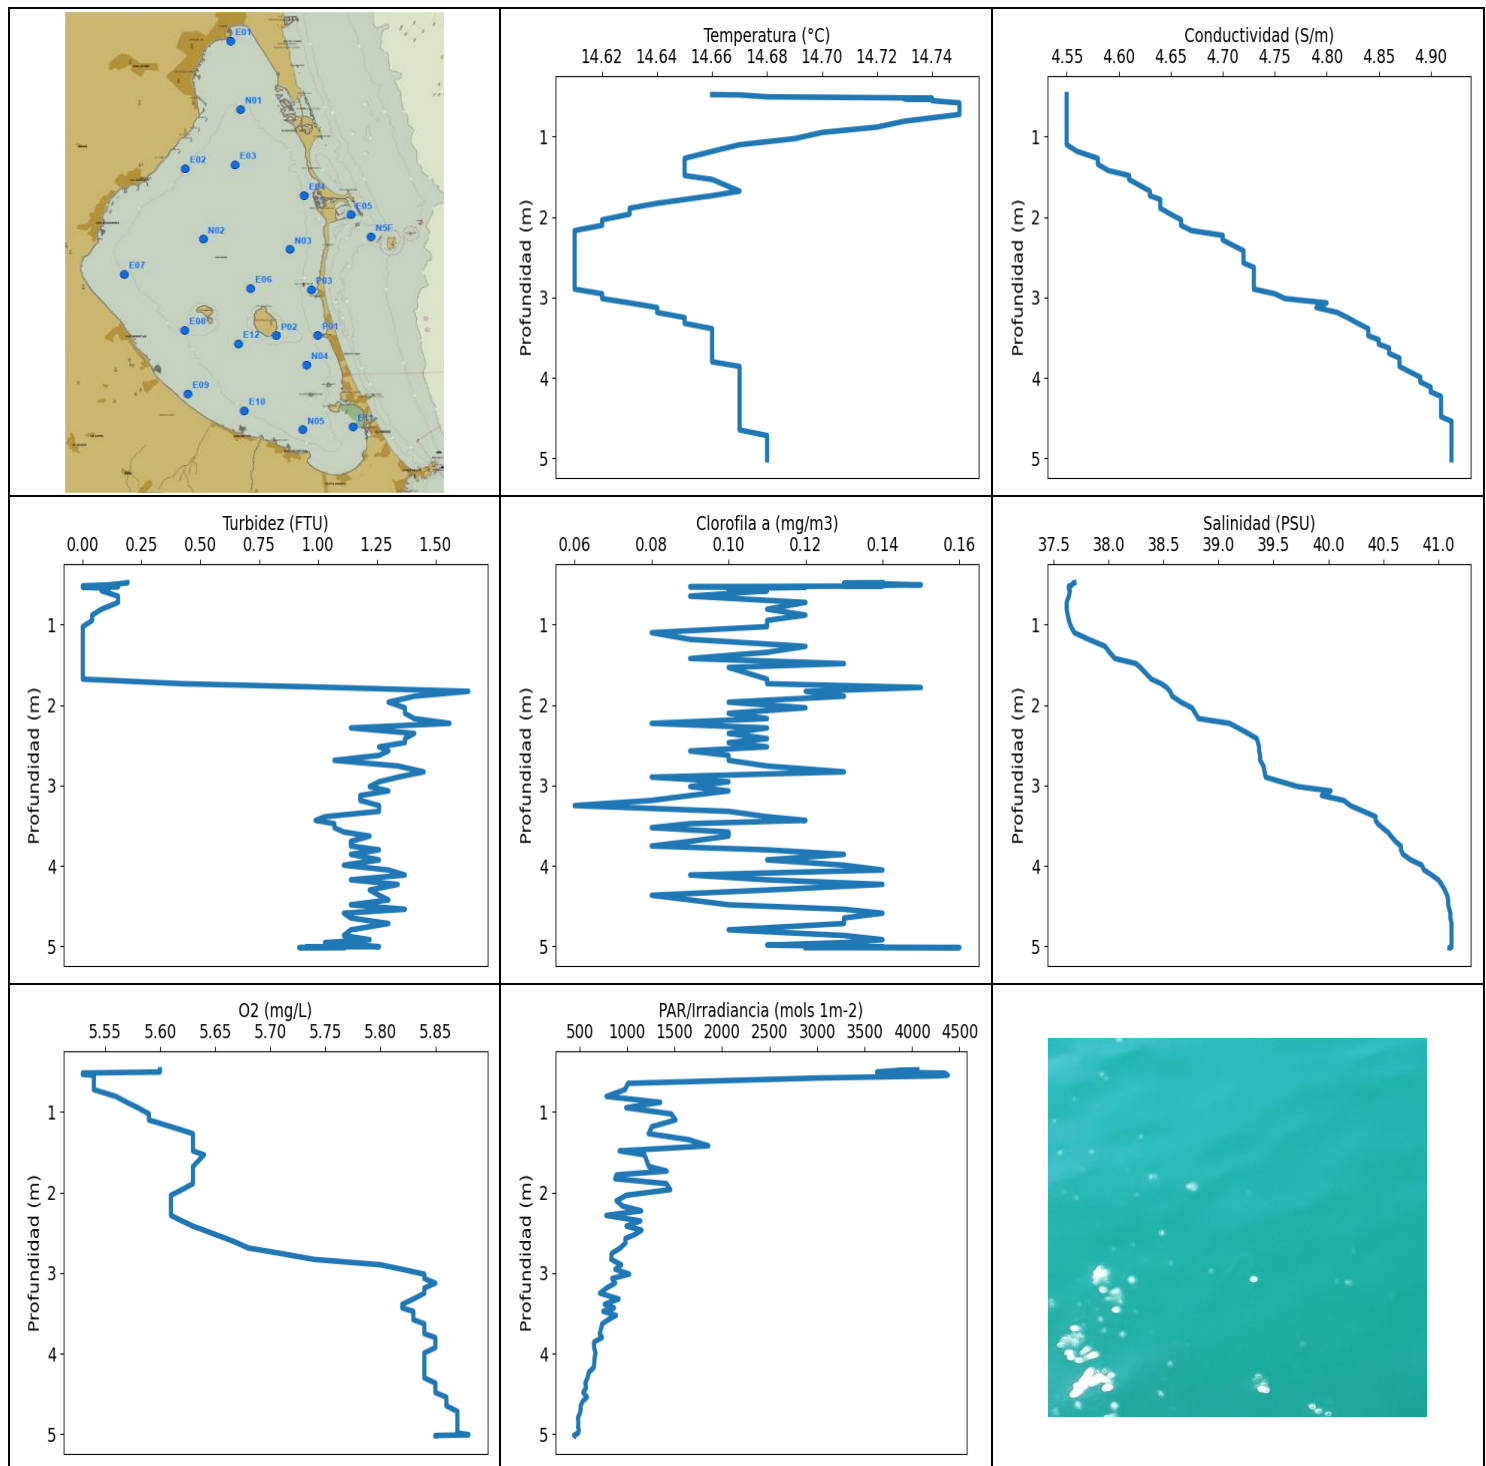 E01
N01
E02
E03
E04
E05
N5F
N02
N03
E07
E06
P03
E08
P02
P01
E12
N04
E09
E10
N05
E11
Temperatura (°C)
14.62 14.64 14.66 14.68 14.70 14.72 14.74
Profundidad (m)
1
2
3
4
5
Conductividad (S/m)
4.55 4.60 4.65 4.70 4.75 4.80 4.85 4.90
Profundidad (m)
1
2
3
4
5
Turbidez (FTU)
0.00 0.25 0.50 0.75 1.00 1.25 1.50
Profundidad (m)
1
2
3
4
5
Clorofila a (mg/m3)
0.06 0.08 0.10 0.12 0.14 0.16
Profundidad (m)
1
2
3
4
5
Salinidad (PSU)
37.5 38.0 38.5 39.0 39.5 40.0 40.5 41.0
Profundidad (m)
1
2
3
4
5
O2 (mg/L)
5.55 5.60 5.65 5.70 5.75 5.80 5.85
Profundidad (m)
1
2
3
4
5
PAR/Irradiancia (mols 1m-2)
500 1000 1500 2000 2500 3000 3500 4000 4500
Profundidad (m)
1
2
3
4
5